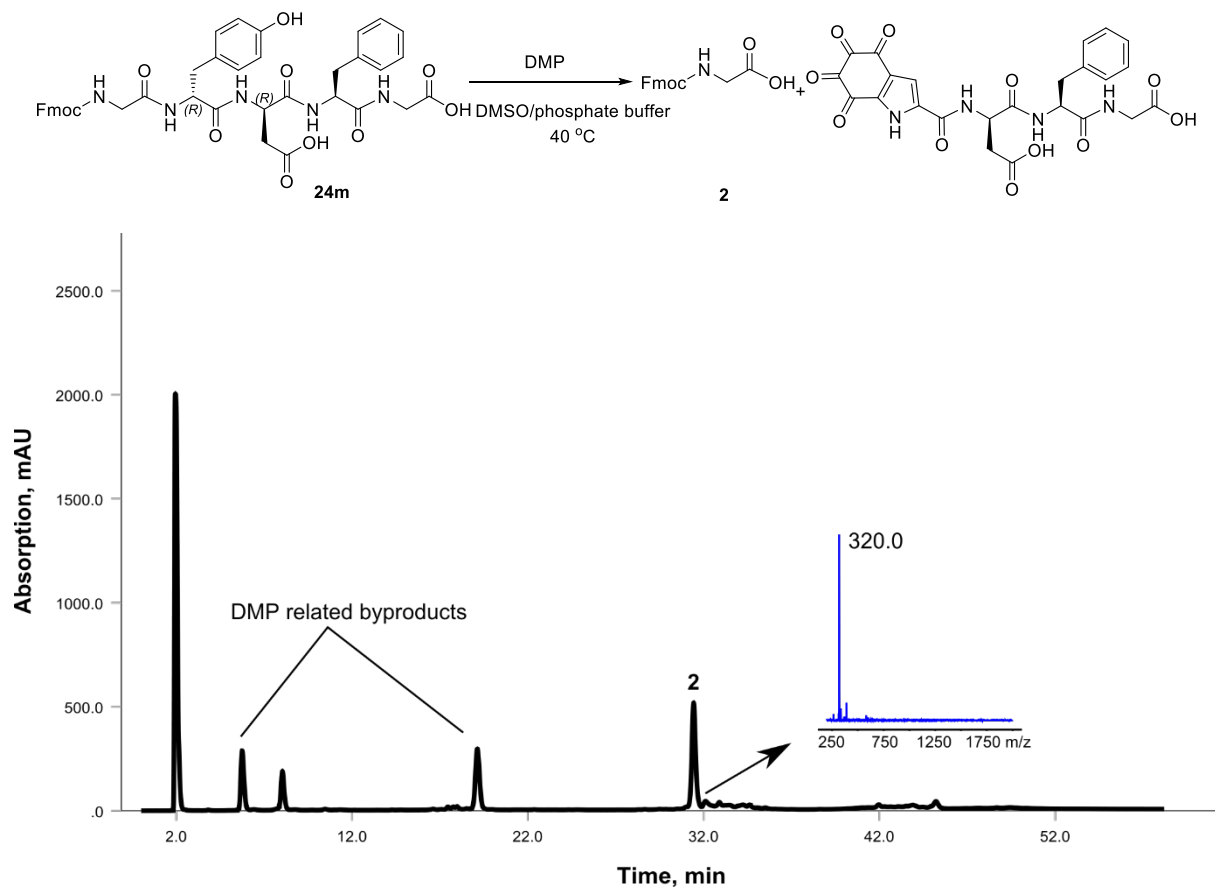 OH
O
H
N
O
H
N
O
DMP
H
N
O
O
O
H
N
O
Fmoc
N
H
(R)
(R)
N
H
OH
DMSO/phosphate buffer
Fmoc
OH
+
O
O
N
H
H
N
O
H
N
O
O
O
OH
O
40 °C
O
N
H
O
N
H
O
OH
O
OH
O
24m
2
2500.0
2000.0
1500.0
1000.0
500.0
.0
Absorption, mAU
DMP related byproducts
2
320.0
250 750 1250 1750 m/z
2.0 12.0 22.0 32.0 42.0 52.0
Time, min